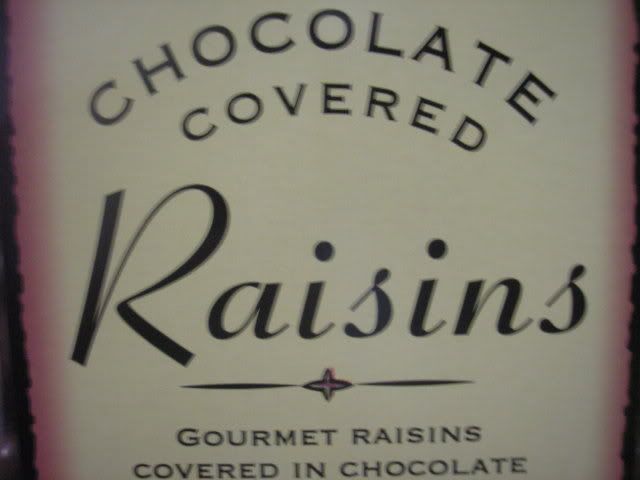 CHOCOLATE
COVERED
Raisins
GOURMET RAISINS
COVERED IN CHOCOLATE